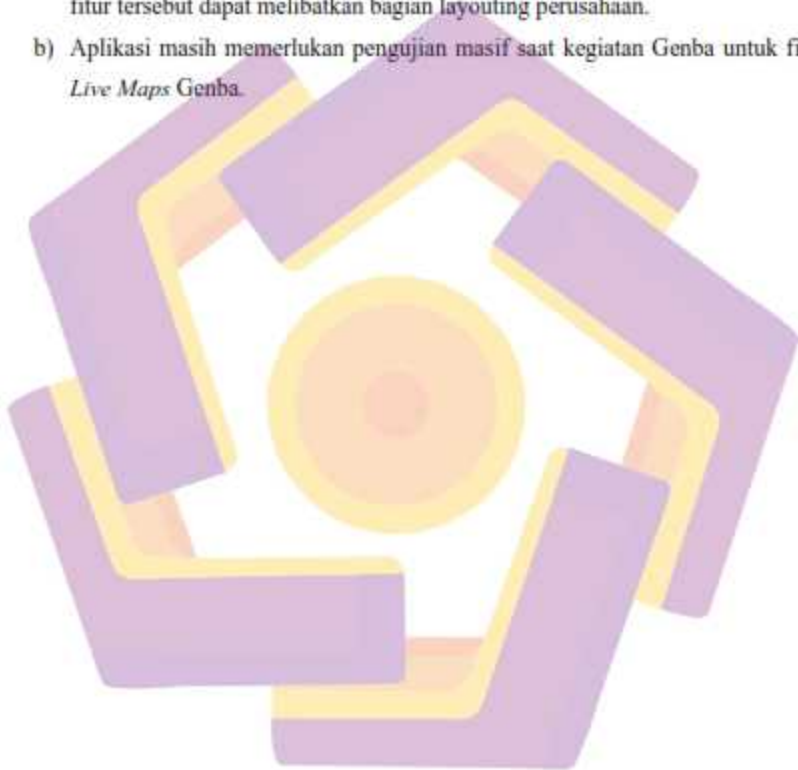 fitur tersebut dapat melibatkan bagian layouting perusahaan.
b) Aplikasi masih memerlukan pengujian masif saat kegiatan Genba untuk
Live Maps Genba.